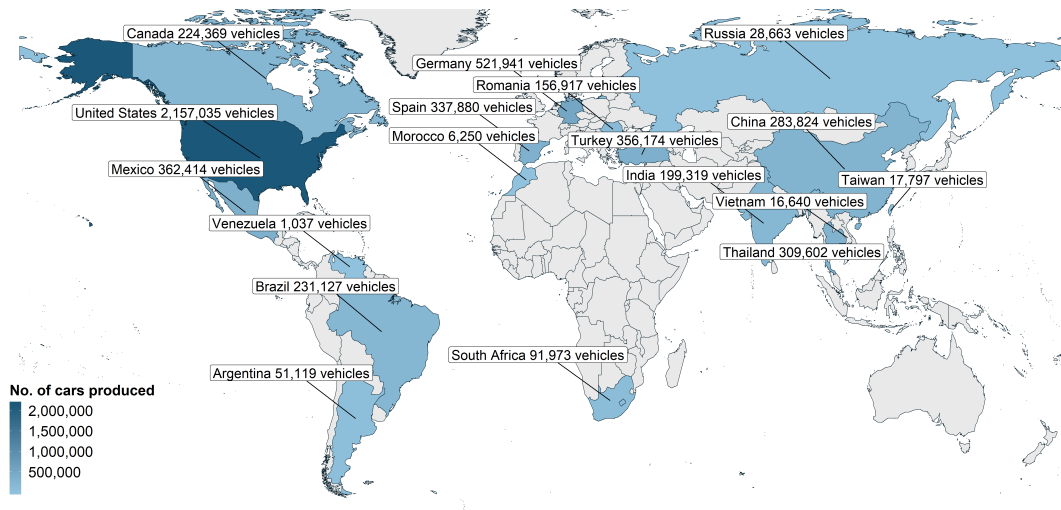 Canada 224,369 vehicles
Russia 28,663 vehicles
Germany 521,941 vehicles
Romania 156,917 vehicles
Spain 337,880 vehicles
United States 2,157,035 vehicles
China 283,824 vehicles
Morocco 6,250 vehicles
Turkey 356,174 vehicles
Mexico 362,414 vehicles
India 199,319 vehicles
Taiwan 17,797 vehicles
Vietnam 16,640 vehicles
Venezuela 1,037 vehicles
Thailand 309,602 vehicles
Brazil 231,127 vehicles
South Africa 91,973 vehicles
Argentina 51,119 vehicles
No. of cars produced
2,000,000
1,500,000
1,000,000
500,000